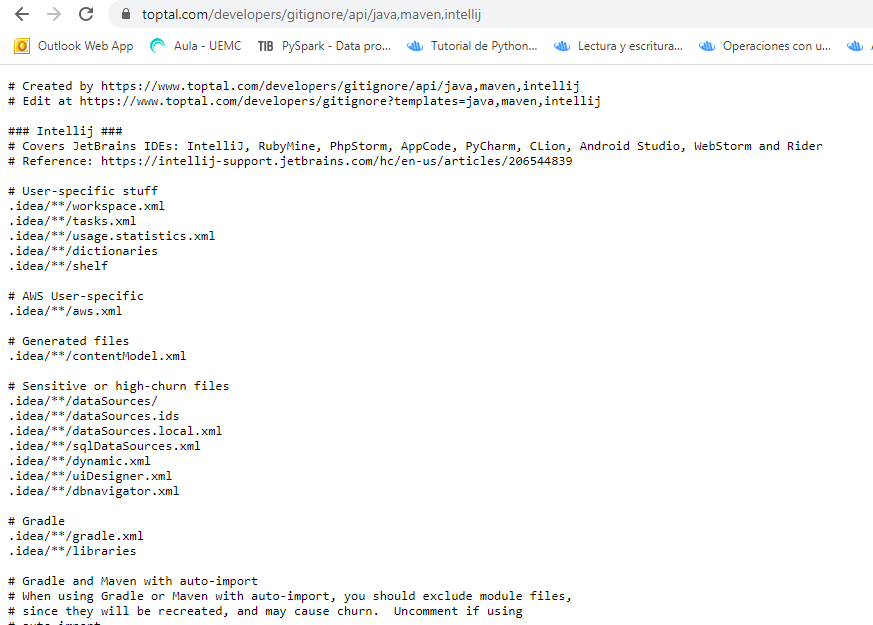 toptal.com/developers/gitignore/api/java,maven,intellij
Outlook Web App Aula - UEMC TIB PySpark - Data pro... Tutorial de Python... Lectura y escritura... Operaciones con u...
# Created by https://www.toptal.com/developers/gitignore/api/java,maven,intellij
# Edit at https://www.toptal.com/developers/gitignore?templates=java,maven,intellij
### Intellij ###
# Covers JetBrains IDEs: IntelliJ, RubyMine, PhpStorm, AppCode, PyCharm, CLion, Android Studio, WebStorm and Rider
# Reference: https://intellij-support.jetbrains.com/hc/en-us/articles/206544839
# User-specific stuff
.idea/**/workspace.xml
.idea/**/tasks.xml
.idea/**/usage.statistics.xml
.idea/**/dictionaries
.idea/**/shelf
# AWS User-specific
.idea/**/aws.xml
# Generated files
.idea/**/contentModel.xml
# Sensitive or high-churn files
.idea/**/dataSources/
.idea/**/dataSources.ids
.idea/**/dataSources.local.xml
.idea/**/sqlDataSources.xml
.idea/**/dynamic.xml
.idea/**/uiDesigner.xml
.idea/**/dbnavigator.xml
# Gradle
.idea/**/gradle.xml
.idea/**/libraries
# Gradle and Maven with auto-import
# When using Gradle or Maven with auto-import, you should exclude module files,
# since they will be recreated, and may cause churn.  Uncomment if using
# auto-import